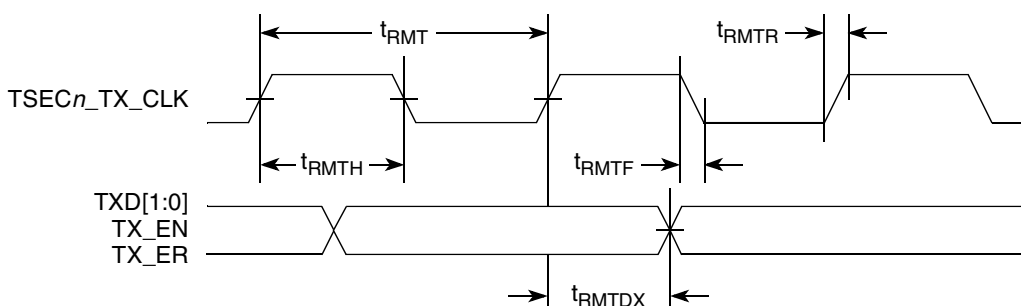 tRMT
tRMTR
TSECn_TX_CLK
tRMTH
tRMTF
TXD[1:0]
TX_EN
TX_ER
tRMTDX